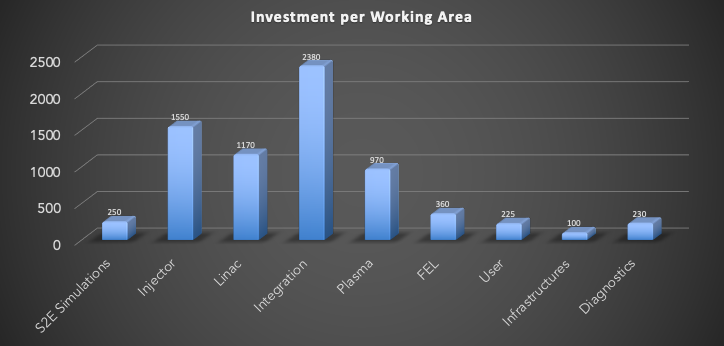 Investment per Working Area
2500
2000
1500
1000
500
0
250
1550
1170
2380
970
360
225
100
230
S2E Simulations
Injector
Linac
Integration
Plasma
FEL
User
Infrastructures
Diagnostics